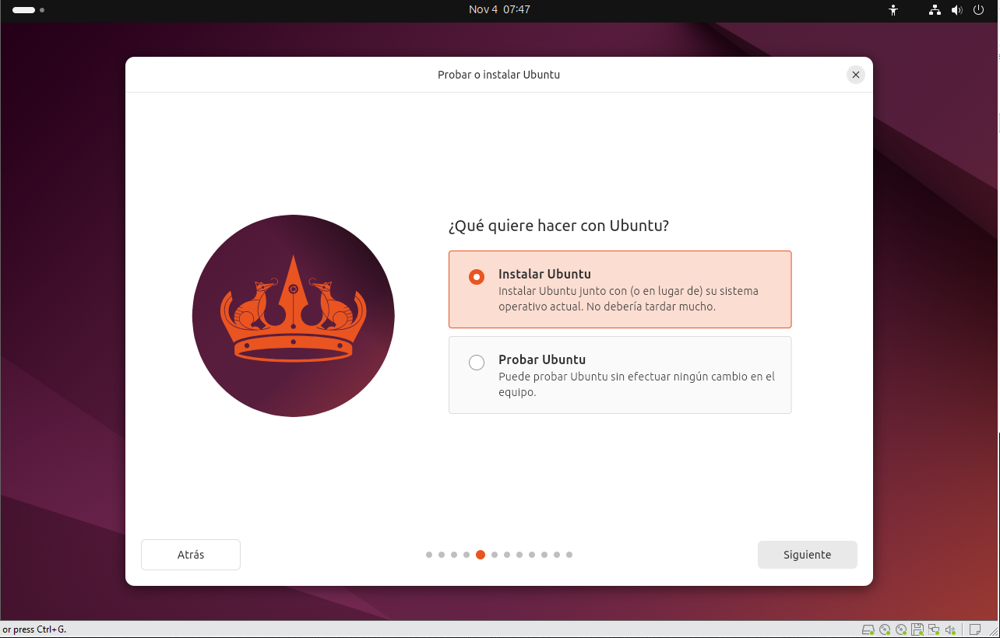 Nov 4 07:47
Probar o instalar Ubuntu
¿Qué quiere hacer con Ubuntu?
Instalar Ubuntu
Instalar Ubuntu junto con (o en lugar de) su sistema
operativo actual. No debería tardar mucho.
Probar Ubuntu
Puede probar Ubuntu sin efectuar ningún cambio en el
equipo.
Atrás
Siguiente
or press Ctrl+G.